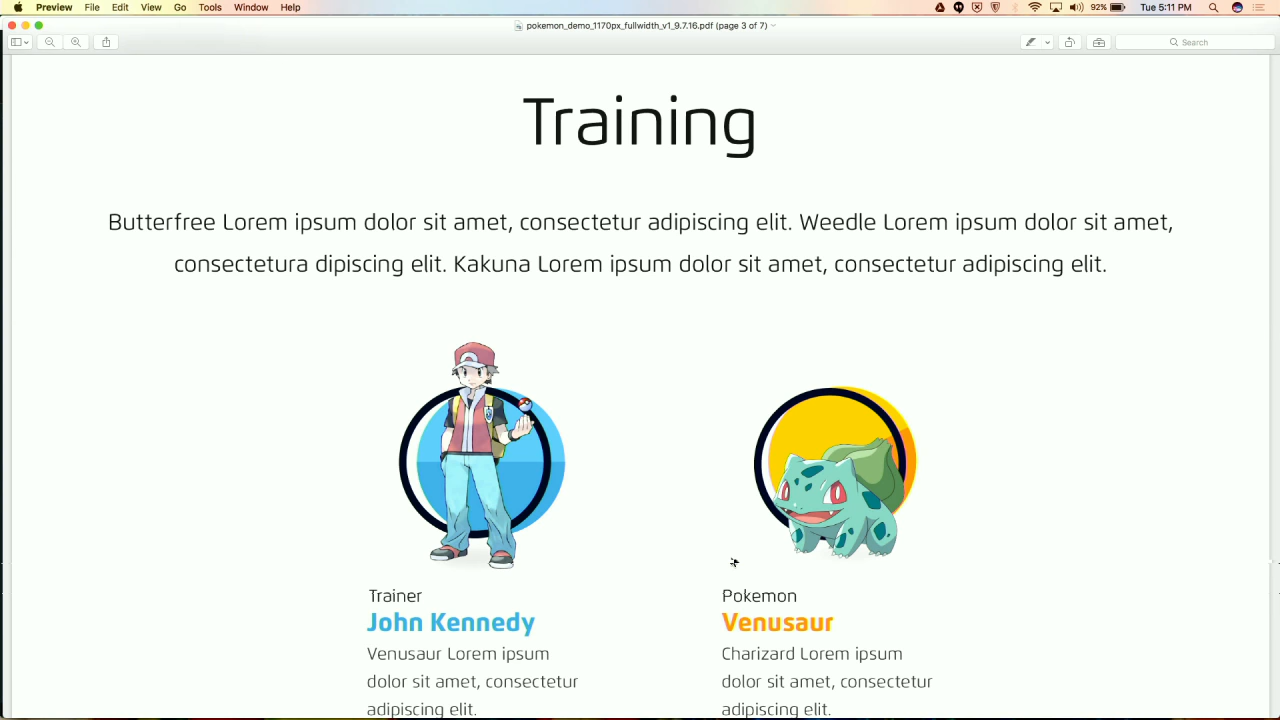 Preview File Edit View Go Tools Window Help 92% Tue 5:11 PM
pokemon_demo_1170px_fullwidth_v1_9.7.16.pdf (page 3 of 7)
Search
Training
Butterfree Lorem ipsum dolor sit amet, consectetur adipiscing elit. Weedle Lorem ipsum dolor sit amet,
consectetura dipiscing elit. Kakuna Lorem ipsum dolor sit amet, consectetur adipiscing elit.
Trainer
John Kennedy
Venusaur Lorem ipsum
dolor sit amet, consectetur
adipiscing elit.
Pokemon
Venusaur
Charizard Lorem ipsum
dolor sit amet, consectetur
adipiscing elit.